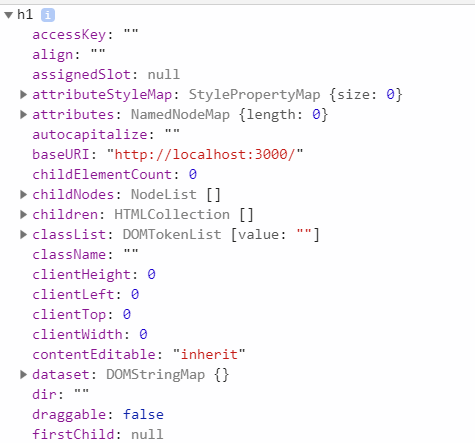 h1 i
accessKey: ""
align: ""
assignedSlot: null
attributeStyleMap: StylePropertyMap {size: 0}
attributes: NamedNodeMap {length: 0}
autocapitalize: ""
baseURI: "http://localhost:3000/"
childElementCount: 0
childNodes: NodeList []
children: HTMLCollection []
classList: DOMTokenList [value: ""]
className: ""
clientHeight: 0
clientLeft: 0
clientTop: 0
clientWidth: 0
contentEditable: "inherit"
dataset: DOMStringMap {}
dir: ""
draggable: false
firstChild: null